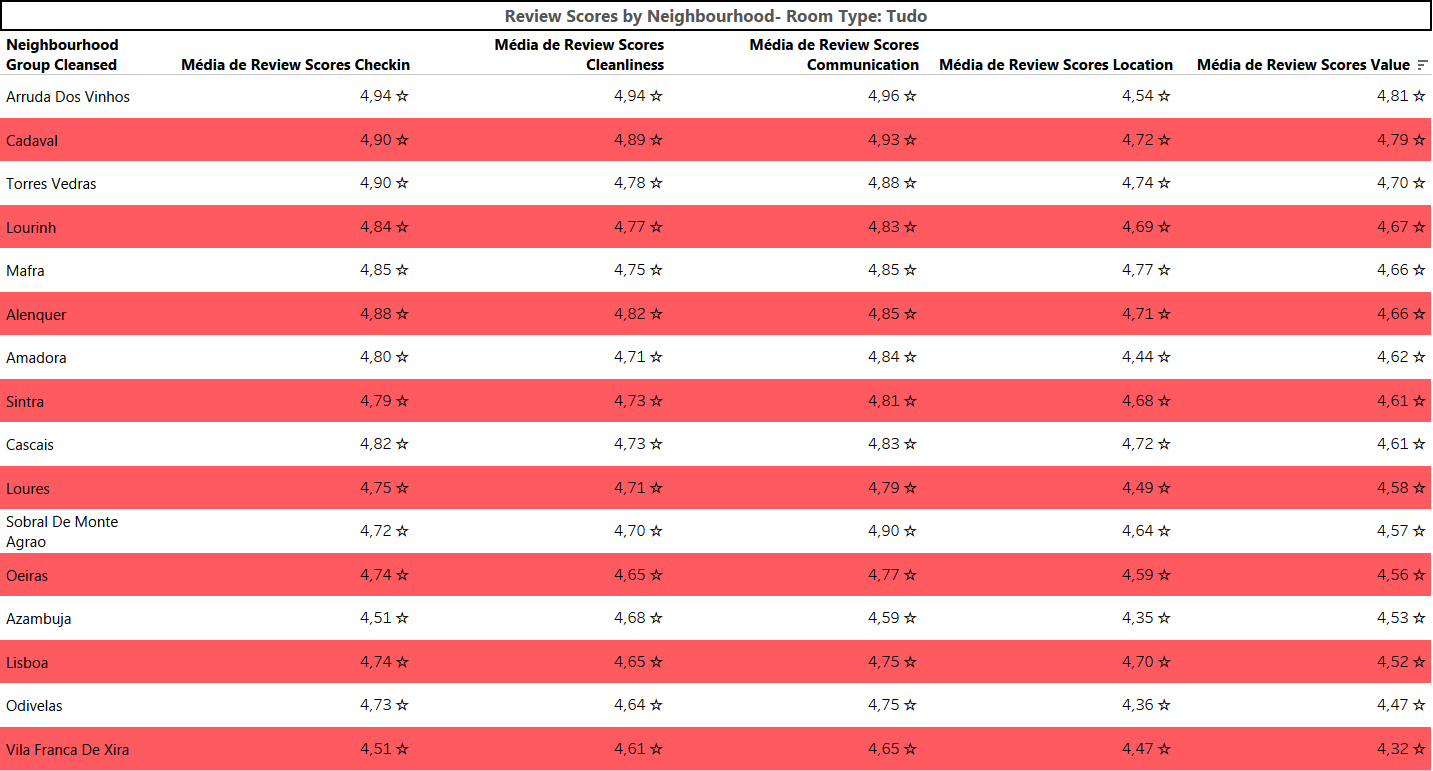 Review Scores by Neighbourhood- Room Type: Tudo
Neighbourhood Group Cleansed Média de Review Scores Checkin Média de Review Scores Cleanliness Média de Review Scores Communication Média de Review Scores Location Média de Review Scores Value
Arruda Dos Vinhos 4,94 ☆ 4,94 ☆ 4,96 ☆ 4,54 ☆ 4,81 ☆
Cadaval 4,90 ☆ 4,89 ☆ 4,93 ☆ 4,72 ☆ 4,79 ☆
Torres Vedras 4,90 ☆ 4,78 ☆ 4,88 ☆ 4,74 ☆ 4,70 ☆
Lourinh 4,84 ☆ 4,77 ☆ 4,83 ☆ 4,69 ☆ 4,67 ☆
Mafra 4,85 ☆ 4,75 ☆ 4,85 ☆ 4,77 ☆ 4,66 ☆
Alenquer 4,88 ☆ 4,82 ☆ 4,85 ☆ 4,71 ☆ 4,66 ☆
Amadora 4,80 ☆ 4,71 ☆ 4,84 ☆ 4,44 ☆ 4,62 ☆
Sintra 4,79 ☆ 4,73 ☆ 4,81 ☆ 4,68 ☆ 4,61 ☆
Cascais 4,82 ☆ 4,73 ☆ 4,83 ☆ 4,72 ☆ 4,61 ☆
Loures 4,75 ☆ 4,71 ☆ 4,79 ☆ 4,49 ☆ 4,58 ☆
Sobral De Monte Agrao 4,72 ☆ 4,70 ☆ 4,90 ☆ 4,64 ☆ 4,57 ☆
Oeiras 4,74 ☆ 4,65 ☆ 4,77 ☆ 4,59 ☆ 4,56 ☆
Azambuja 4,51 ☆ 4,68 ☆ 4,59 ☆ 4,35 ☆ 4,53 ☆
Lisboa 4,74 ☆ 4,65 ☆ 4,75 ☆ 4,70 ☆ 4,52 ☆
Odivelas 4,73 ☆ 4,64 ☆ 4,75 ☆ 4,36 ☆ 4,47 ☆
Vila Franca De Xira 4,51 ☆ 4,61 ☆ 4,65 ☆ 4,47 ☆ 4,32 ☆